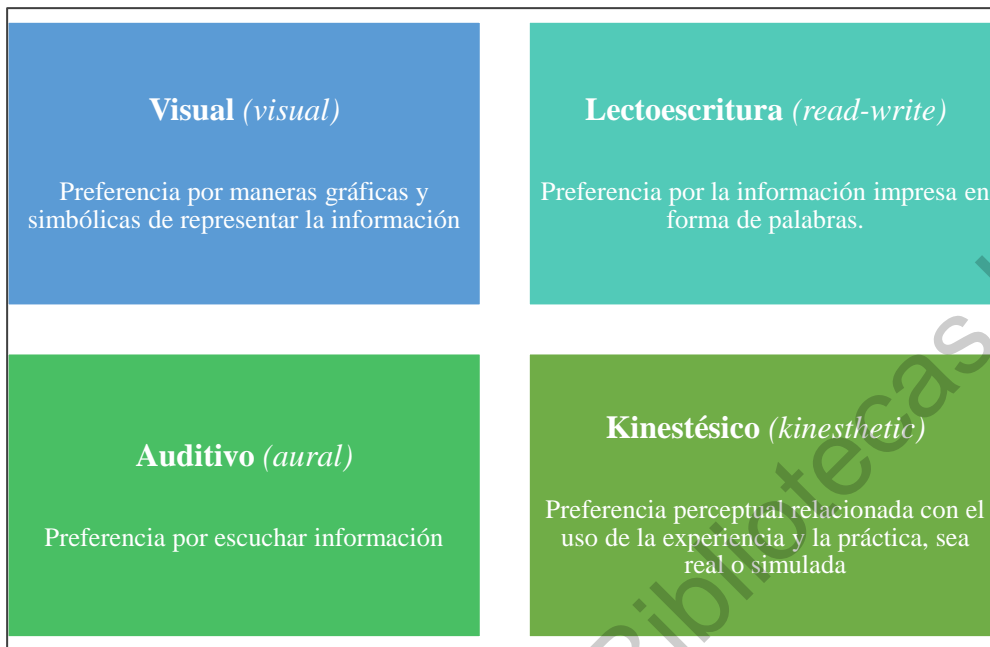 Visual (visual)
Preferencia por maneras gráficas y
simbólicas de representar la información
Lectoescritura (read-write)
Preferencia por la información impresa en
forma de palabras.
Auditivo (aural)
Preferencia por escuchar información
Kinestésico (kinesthetic)
Preferencia perceptual relacionada con el
uso de la experiencia y la práctica, sea
real o simulada
Bibliotecas